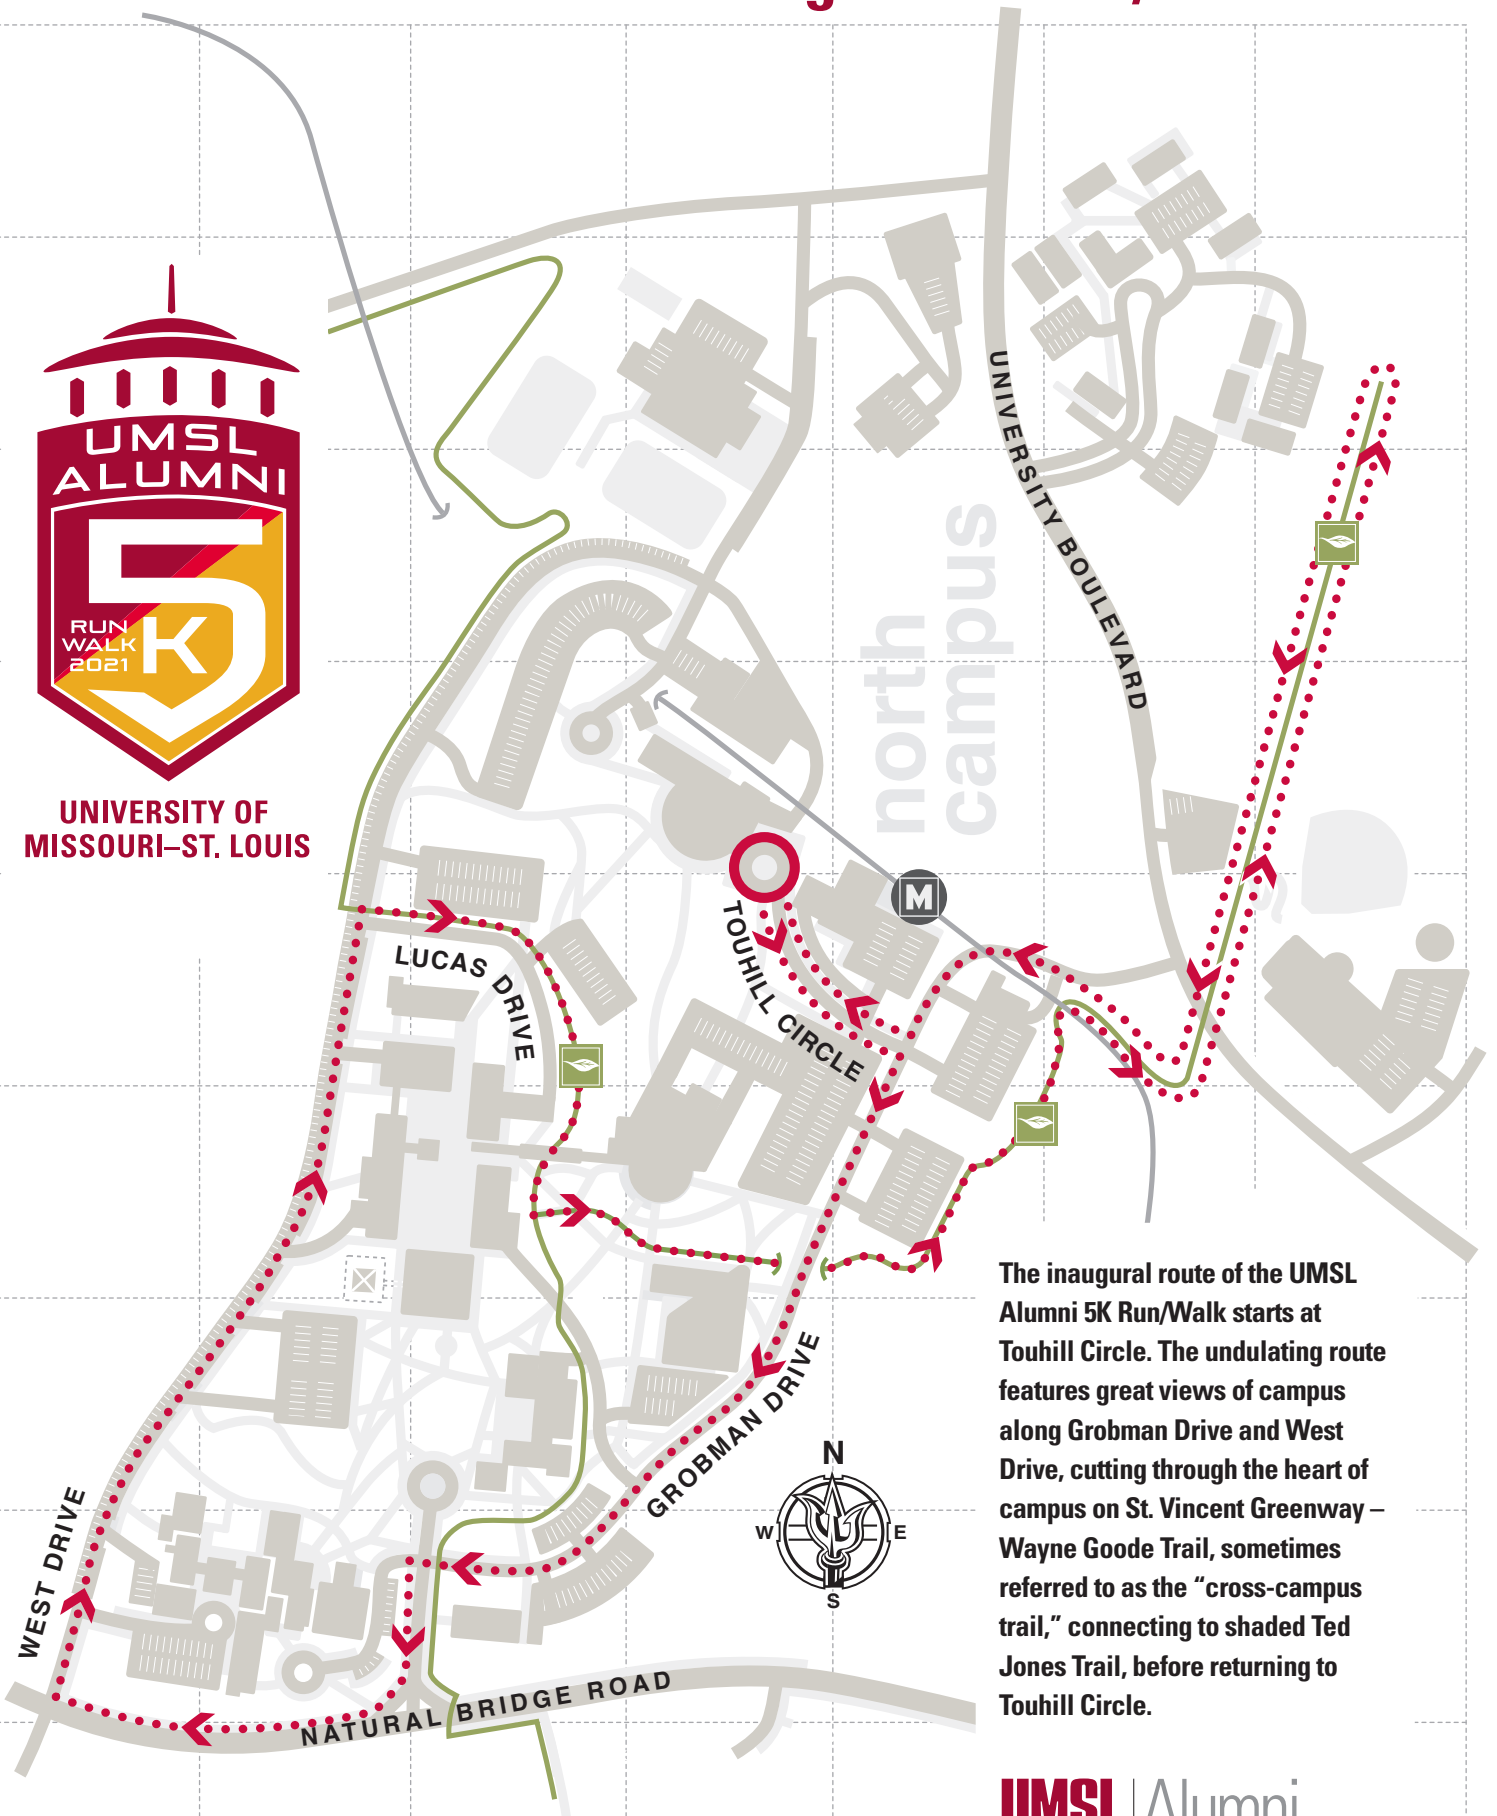 UMSL
ALUMNI
5K
RUN
WALK
2021
UNIVERSITY OF
MISSOURI–ST. LOUIS
UNIVERSITY BOULEVARD
north
campus
M
TOUHILL CIRCLE
LUCAS DRIVE
GROBMAN DRIVE
WEST DRIVE
NATURAL BRIDGE ROAD
N
W
E
S
The inaugural route of the UMSL
Alumni 5K Run/Walk starts at
Touhill Circle. The undulating route
features great views of campus
along Grobman Drive and West
Drive, cutting through the heart of
campus on St. Vincent Greenway –
Wayne Goode Trail, sometimes
referred to as the “cross-campus
trail,” connecting to shaded Ted
Jones Trail, before returning to
Touhill Circle.
UMSL Alumni